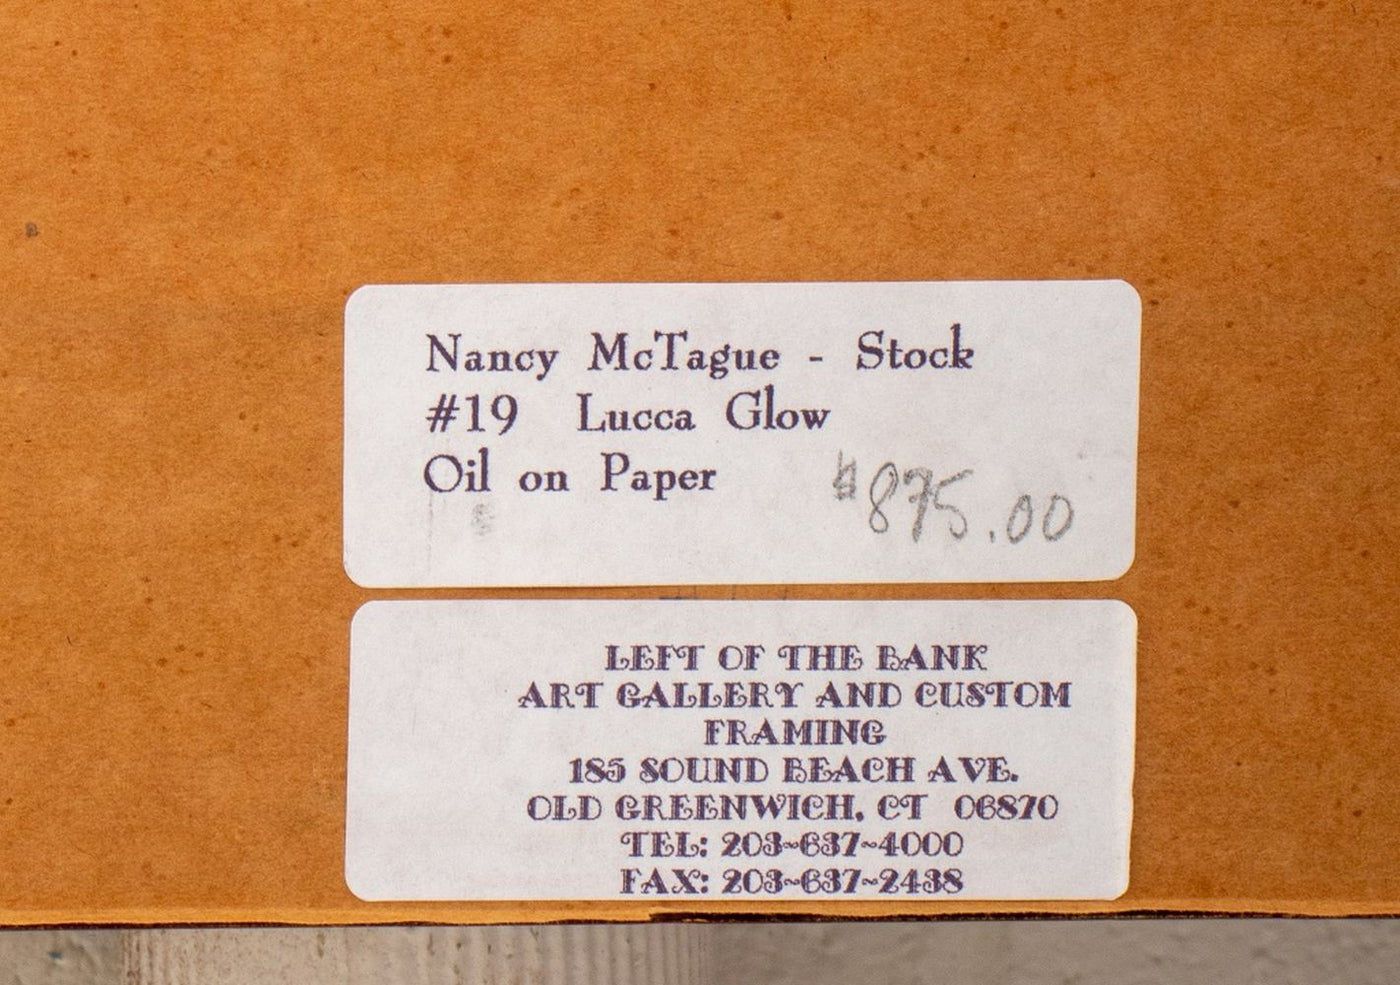 Nancy McTague - Stock
#19 Lucca Glow
Oil on Paper
$875.00
LEFT OF THE BANK
ART GALLERY AND CUSTOM
FRAMING
185 SOUND BEACH AVE.
OLD GREENWICH, CT 06870
TEL: 203~637~4000
FAX: 203~637~2438